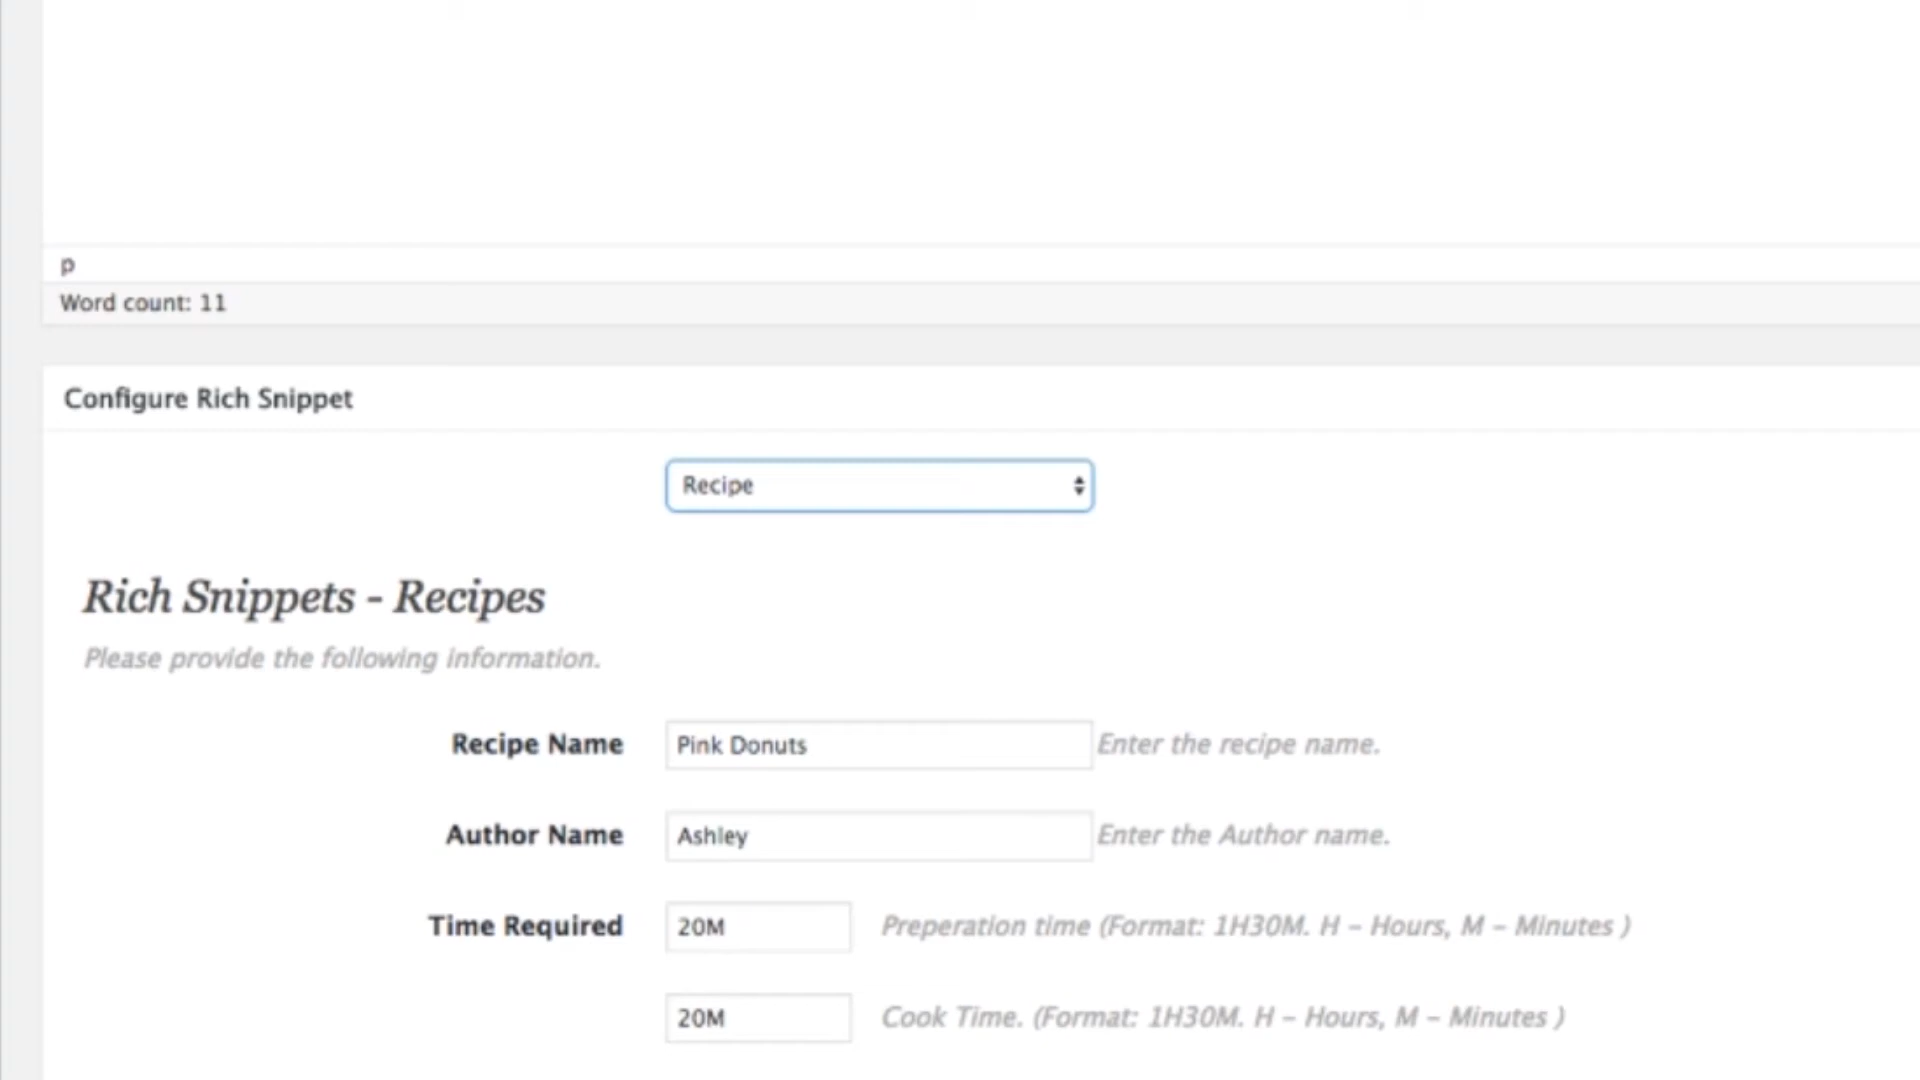 p
Word count: 11
Configure Rich Snippet
Recipe
Rich Snippets - Recipes
Please provide the following information.
Recipe Name Pink Donuts Enter the recipe name.
Author Name Ashley Enter the Author name.
Time Required 20M Preperation time (Format: 1H30M. H - Hours, M - Minutes )
20M Cook Time. (Format: 1H30M. H - Hours, M - Minutes )